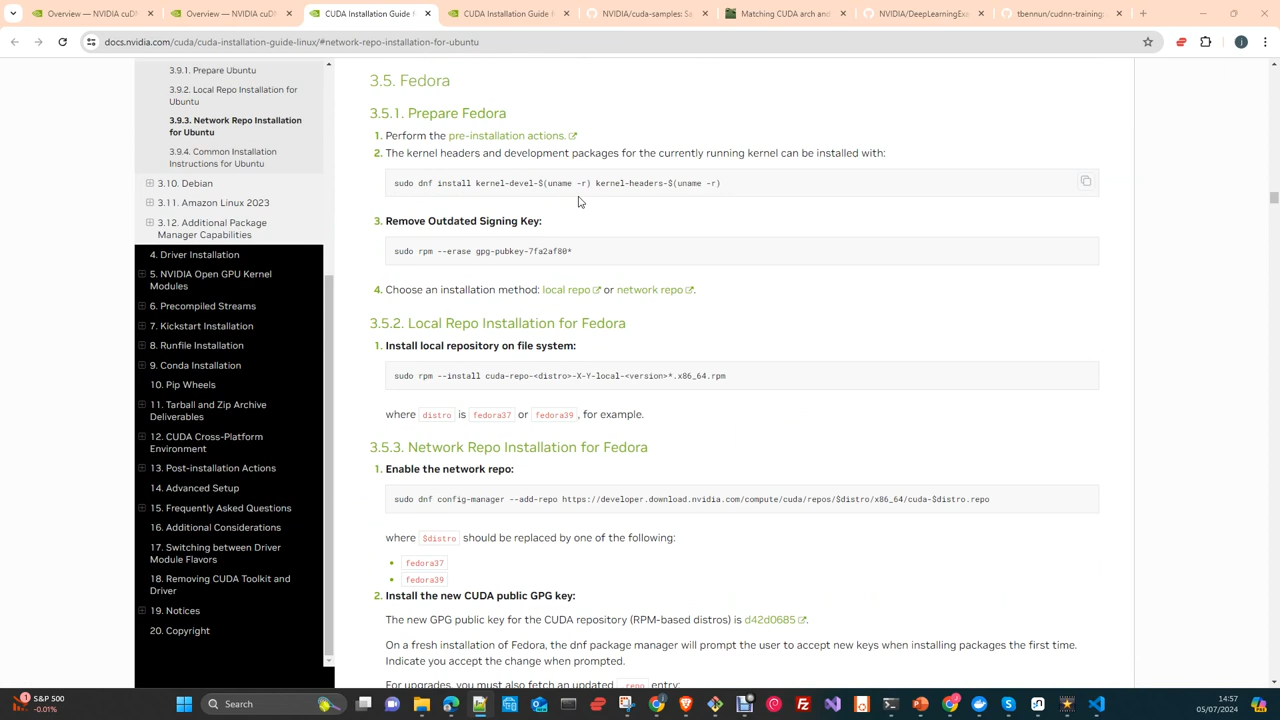 Overview — NVIDIA cuDN
Overview — NVIDIA cuDN
CUDA Installation Guide f
CUDA Installation Guide f
NVIDIA/cuda-samples: Sa
Matching CUDA arch and
NVIDIA/DeepLearningExa
tbennun/cudnn-training:
docs.nvidia.com/cuda/cuda-installation-guide-linux/#network-repo-installation-for-ubuntu
3.9.1. Prepare Ubuntu
3.9.2. Local Repo Installation for
Ubuntu
3.9.3. Network Repo Installation
for Ubuntu
3.9.4. Common Installation
Instructions for Ubuntu
3.10. Debian
3.11. Amazon Linux 2023
3.12. Additional Package
Manager Capabilities
4. Driver Installation
5. NVIDIA Open GPU Kernel
Modules
6. Precompiled Streams
7. Kickstart Installation
8. Runfile Installation
9. Conda Installation
10. Pip Wheels
11. Tarball and Zip Archive
Deliverables
12. CUDA Cross-Platform
Environment
13. Post-installation Actions
14. Advanced Setup
15. Frequently Asked Questions
16. Additional Considerations
17. Switching between Driver
Module Flavors
18. Removing CUDA Toolkit and
Driver
19. Notices
20. Copyright
3.5. Fedora
3.5.1. Prepare Fedora
1. Perform the pre-installation actions.
2. The kernel headers and development packages for the currently running kernel can be installed with:
sudo dnf install kernel-devel-$(uname -r) kernel-headers-$(uname -r)
3. Remove Outdated Signing Key:
sudo rpm --erase gpg-pubkey-7fa2af80*
4. Choose an installation method: local repo or network repo.
3.5.2. Local Repo Installation for Fedora
1. Install local repository on file system:
sudo rpm --install cuda-repo-<distro>-X-Y-local-<version>*.x86_64.rpm
where distro is fedora37 or fedora39, for example.
3.5.3. Network Repo Installation for Fedora
1. Enable the network repo:
sudo dnf config-manager --add-repo https://developer.download.nvidia.com/compute/cuda/repos/$distro/x86_64/cuda-$distro.repo
where $distro should be replaced by one of the following:
• fedora37
• fedora39
2. Install the new CUDA public GPG key:
The new GPG public key for the CUDA repository (RPM-based distros) is d42d0685.
On a fresh installation of Fedora, the dnf package manager will prompt the user to accept new keys when installing packages the first time.
Indicate you accept the change when prompted.
For upgrades, you must also fetch an updated .repo entry:
S&P 500
-0.01%
Search
14:57
05/07/2024